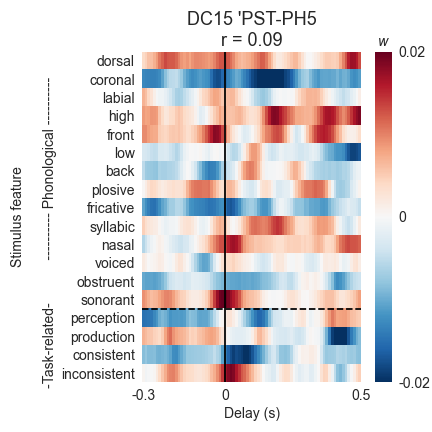 DC15 'PST-PH5
r = 0.09
w
dorsal
coronal
labial
high
front
low
back
plosive
fricative
syllabic
nasal
voiced
obstruent
sonorant
perception
production
consistent
inconsistent
Stimulus feature
---------- Phonological ----------
-Task-related-
-0.3
0
0.5
Delay (s)
0.02
0
-0.02